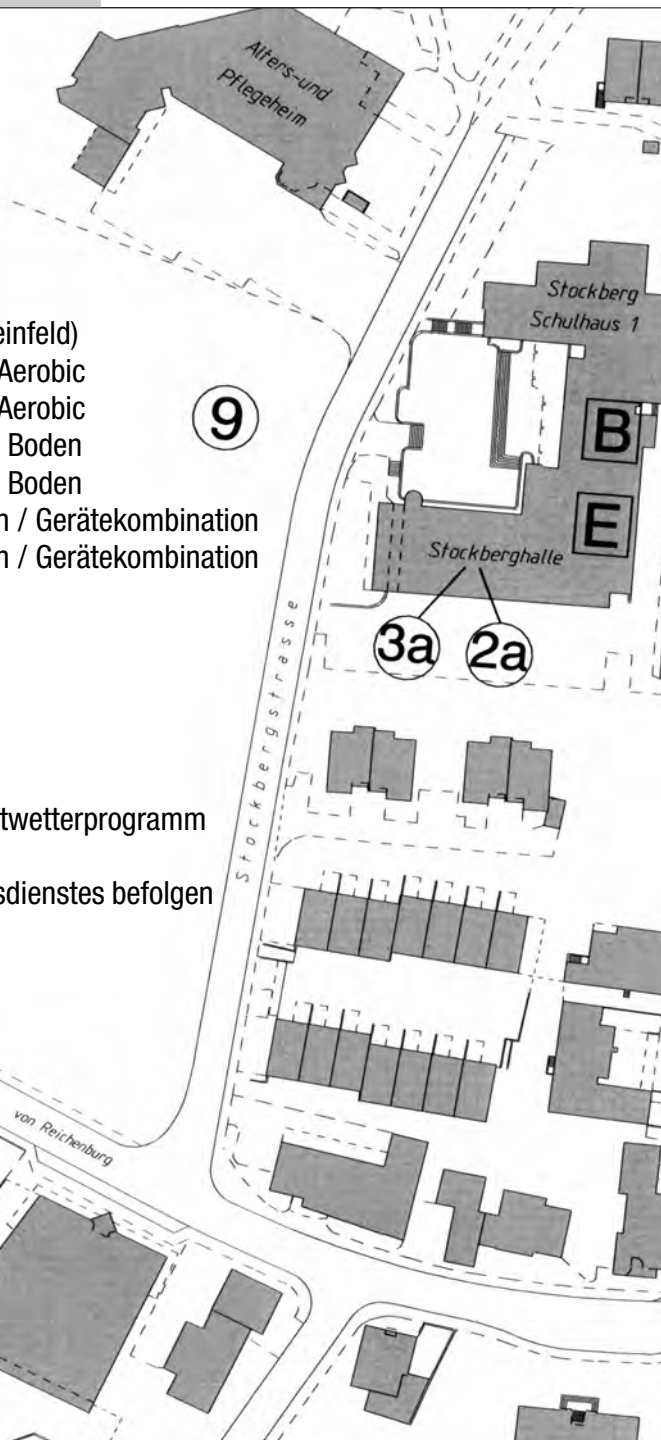 Alters-und
Pflegeheim
Stockberg
Schulhaus 1
einfeld)
Aerobic
Aerobic
9
B
Boden
Boden
n / Gerätekombination
E
n / Gerätekombination
Stockberghalle
3a 2a
Stockbergstrasse
twetterprogramm
sdienstes befolgen
von Reichenburg